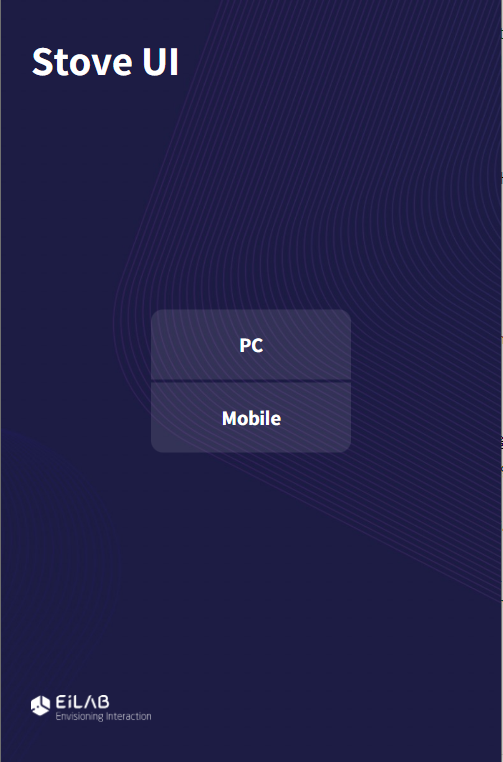 Stove UI
PC
Mobile
EiLAB
Envisioning Interaction